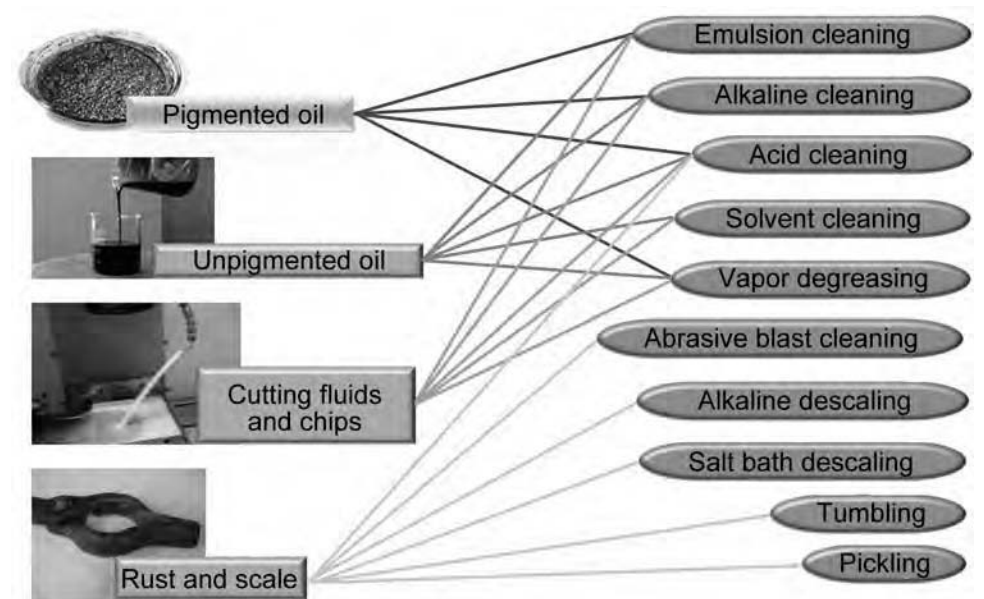 Pigmented oil
Unpigmented oil
Cutting fluids
and chips
Rust and scale
Emulsion cleaning
Alkaline cleaning
Acid cleaning
Solvent cleaning
Vapor degreasing
Abrasive blast cleaning
Alkaline descaling
Salt bath descaling
Tumbling
Pickling